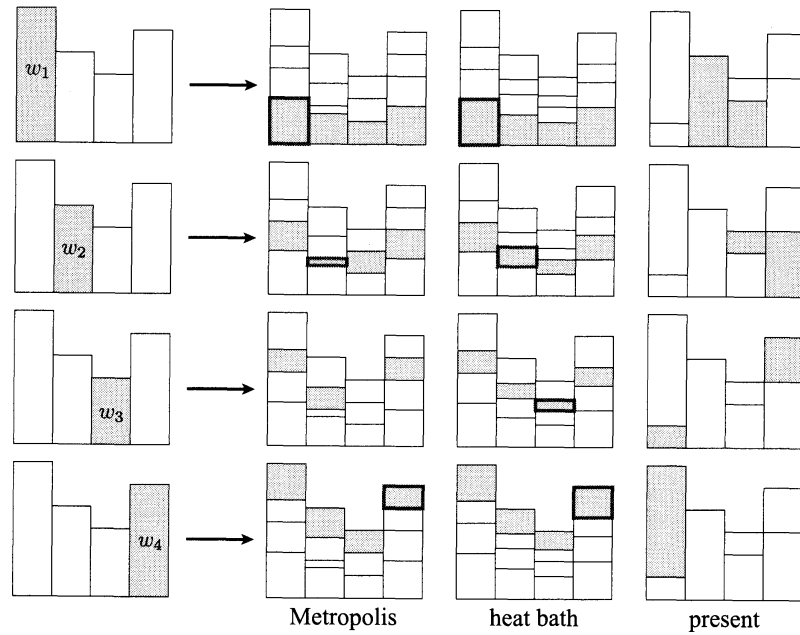 w₁
w₂
w₃
w₄
Metropolis heat bath present